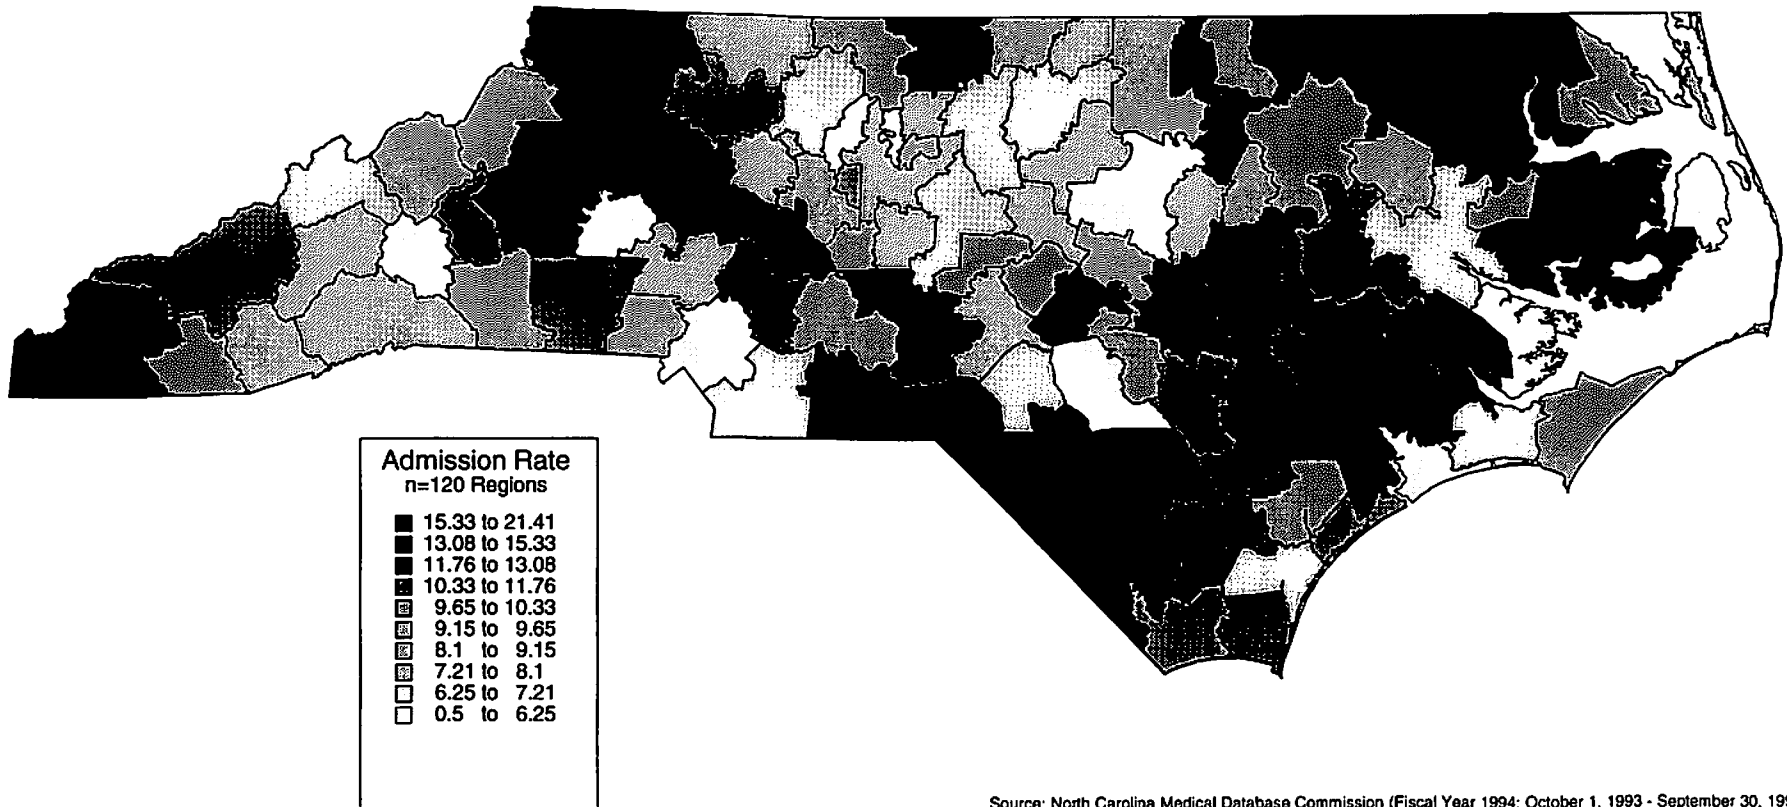 Admission Rate
n=120 Regions
15.33 to 21.41
13.08 to 15.33
11.76 to 13.08
10.33 to 11.76
9.65 to 10.33
9.15 to 9.65
8.1 to 9.15
7.21 to 8.1
6.25 to 7.21
0.5 to 6.25
Source: North Carolina Medical Database Commission (Fiscal Year 1994: October 1, 1993 - September 30,